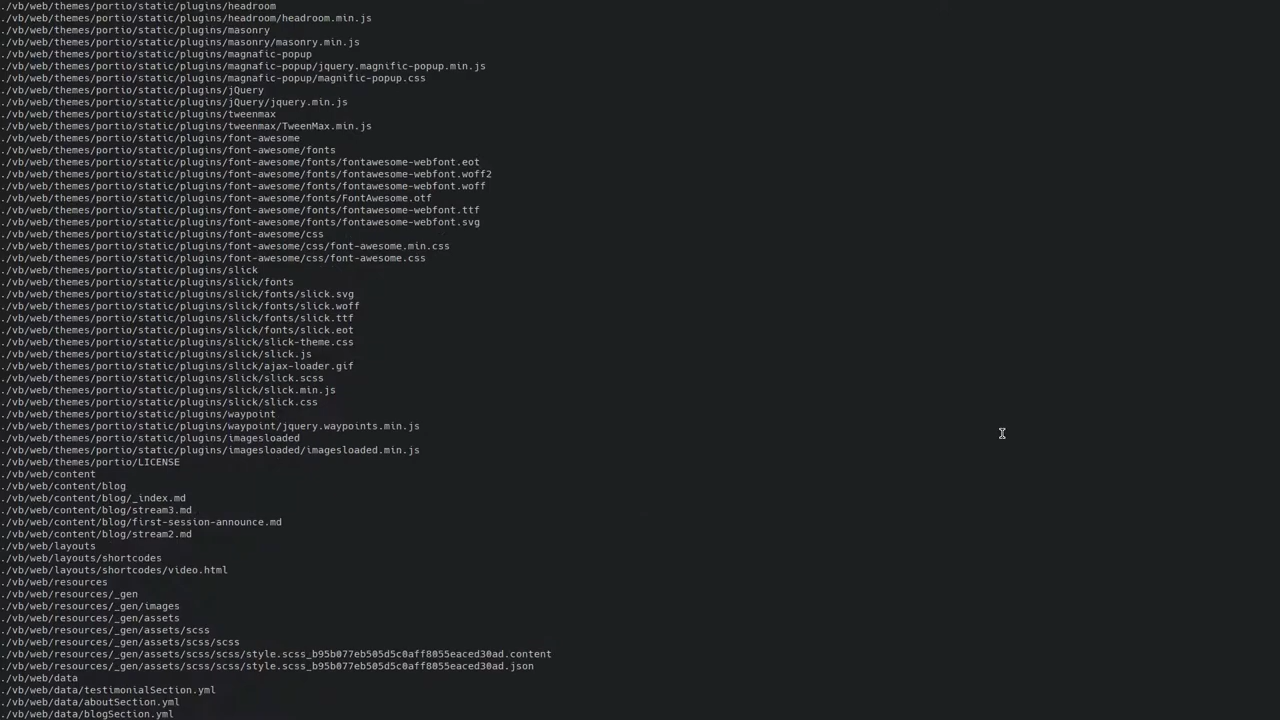 ./vb/web/themes/portio/static/plugins/headroom
./vb/web/themes/portio/static/plugins/headroom/headroom.min.js
./vb/web/themes/portio/static/plugins/masonry
./vb/web/themes/portio/static/plugins/masonry/masonry.min.js
./vb/web/themes/portio/static/plugins/magnafic-popup
./vb/web/themes/portio/static/plugins/magnafic-popup/jquery.magnific-popup.min.js
./vb/web/themes/portio/static/plugins/magnafic-popup/magnific-popup.css
./vb/web/themes/portio/static/plugins/jQuery
./vb/web/themes/portio/static/plugins/jQuery/jquery.min.js
./vb/web/themes/portio/static/plugins/tweenmax
./vb/web/themes/portio/static/plugins/tweenmax/TweenMax.min.js
./vb/web/themes/portio/static/plugins/font-awesome
./vb/web/themes/portio/static/plugins/font-awesome/fonts
./vb/web/themes/portio/static/plugins/font-awesome/fonts/fontawesome-webfont.eot
./vb/web/themes/portio/static/plugins/font-awesome/fonts/fontawesome-webfont.woff2
./vb/web/themes/portio/static/plugins/font-awesome/fonts/fontawesome-webfont.woff
./vb/web/themes/portio/static/plugins/font-awesome/fonts/FontAwesome.otf
./vb/web/themes/portio/static/plugins/font-awesome/fonts/fontawesome-webfont.ttf
./vb/web/themes/portio/static/plugins/font-awesome/fonts/fontawesome-webfont.svg
./vb/web/themes/portio/static/plugins/font-awesome/css
./vb/web/themes/portio/static/plugins/font-awesome/css/font-awesome.min.css
./vb/web/themes/portio/static/plugins/font-awesome/css/font-awesome.css
./vb/web/themes/portio/static/plugins/slick
./vb/web/themes/portio/static/plugins/slick/fonts
./vb/web/themes/portio/static/plugins/slick/fonts/slick.svg
./vb/web/themes/portio/static/plugins/slick/fonts/slick.woff
./vb/web/themes/portio/static/plugins/slick/fonts/slick.ttf
./vb/web/themes/portio/static/plugins/slick/fonts/slick.eot
./vb/web/themes/portio/static/plugins/slick/slick-theme.css
./vb/web/themes/portio/static/plugins/slick/slick.js
./vb/web/themes/portio/static/plugins/slick/ajax-loader.gif
./vb/web/themes/portio/static/plugins/slick/slick.scss
./vb/web/themes/portio/static/plugins/slick/slick.min.js
./vb/web/themes/portio/static/plugins/slick/slick.css
./vb/web/themes/portio/static/plugins/waypoint
./vb/web/themes/portio/static/plugins/waypoint/jquery.waypoints.min.js
./vb/web/themes/portio/static/plugins/imagesloaded
./vb/web/themes/portio/static/plugins/imagesloaded/imagesloaded.min.js
./vb/web/themes/portio/LICENSE
./vb/web/content
./vb/web/content/blog
./vb/web/content/blog/_index.md
./vb/web/content/blog/stream3.md
./vb/web/content/blog/first-session-announce.md
./vb/web/content/blog/stream2.md
./vb/web/layouts
./vb/web/layouts/shortcodes
./vb/web/layouts/shortcodes/video.html
./vb/web/resources
./vb/web/resources/_gen
./vb/web/resources/_gen/images
./vb/web/resources/_gen/assets
./vb/web/resources/_gen/assets/scss
./vb/web/resources/_gen/assets/scss/scss
./vb/web/resources/_gen/assets/scss/scss/style.scss_b95b077eb505d5c0aff8055eaced30ad.content
./vb/web/resources/_gen/assets/scss/scss/style.scss_b95b077eb505d5c0aff8055eaced30ad.json
./vb/web/data
./vb/web/data/testimonialSection.yml
./vb/web/data/aboutSection.yml
./vb/web/data/blogSection.yml